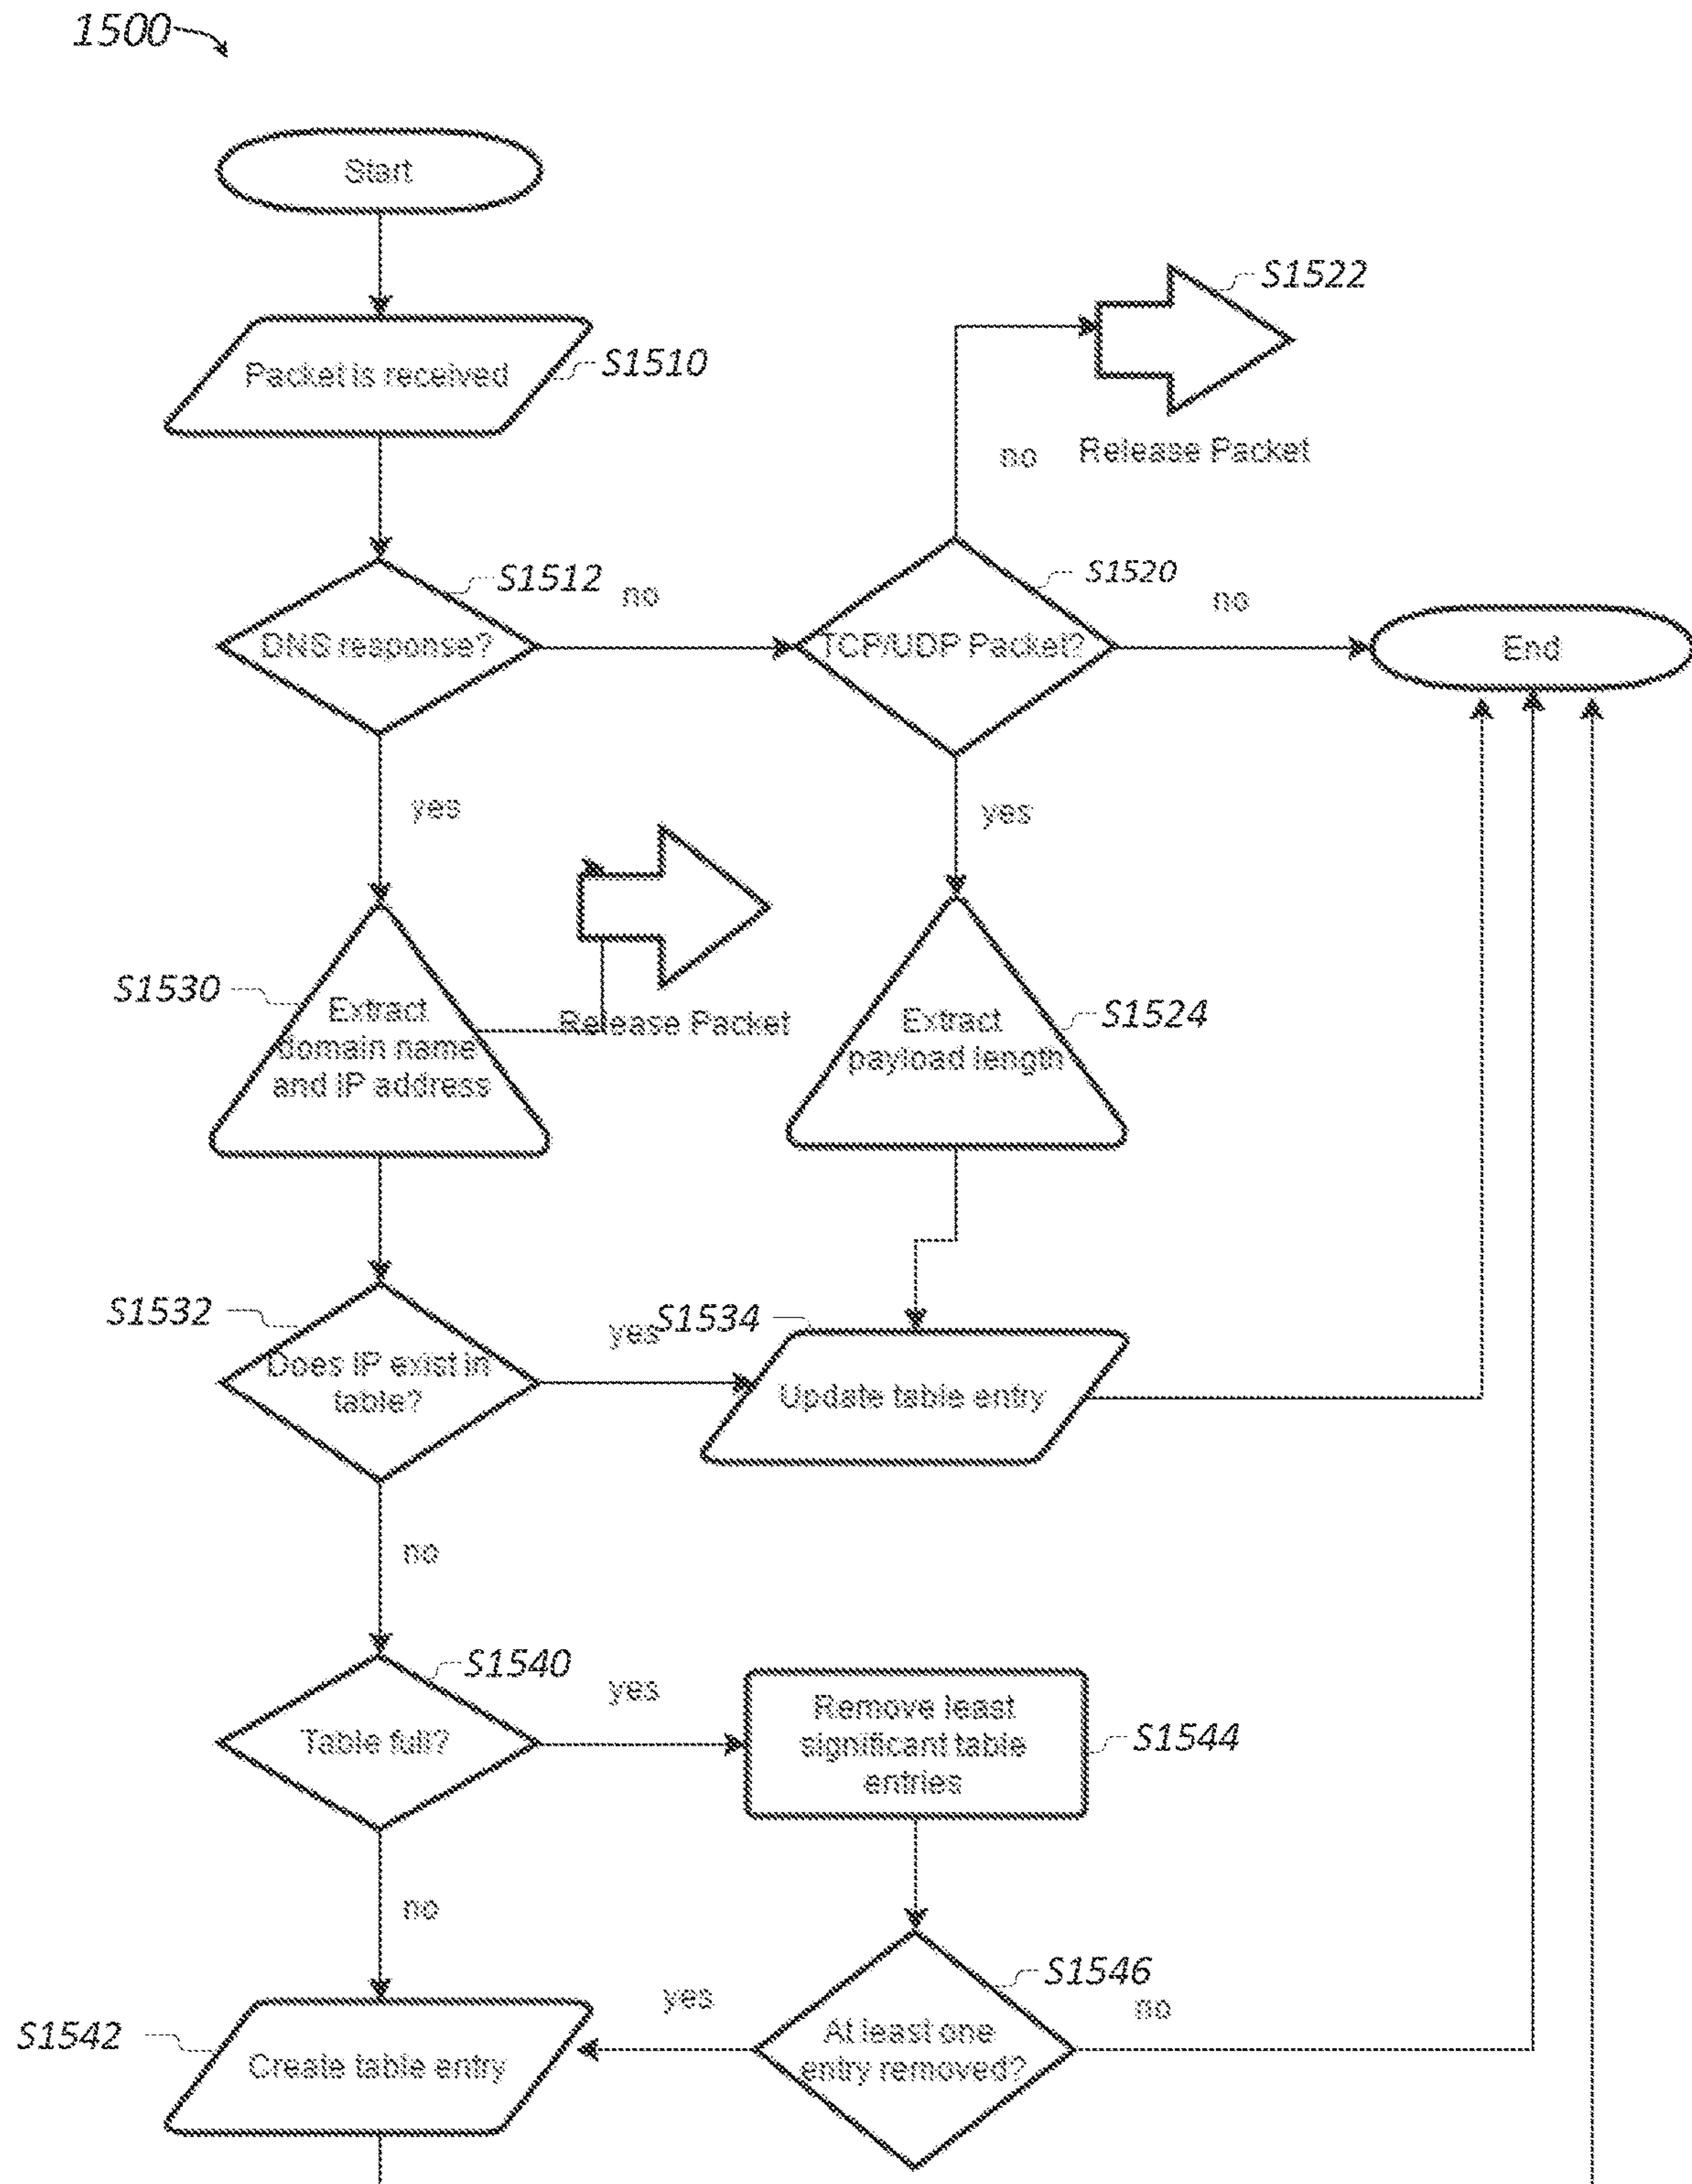 1500
Start
S1522
Packet is received
S1510
no
Release Packet
S1512
no
S1520
no
DNS response?
TCP/UDP Packet?
End
yes
yes
S1530
Extract
domain name
and IP address
Release Packet
Extract
payload length
S1524
S1532
yes
S1534
Does IP exist in
table?
Update table entry
no
S1540
yes
Remove least
significant table
entries
S1544
Table full?
no
S1546
yes
no
S1542
Create table entry
At least one
entry removed?